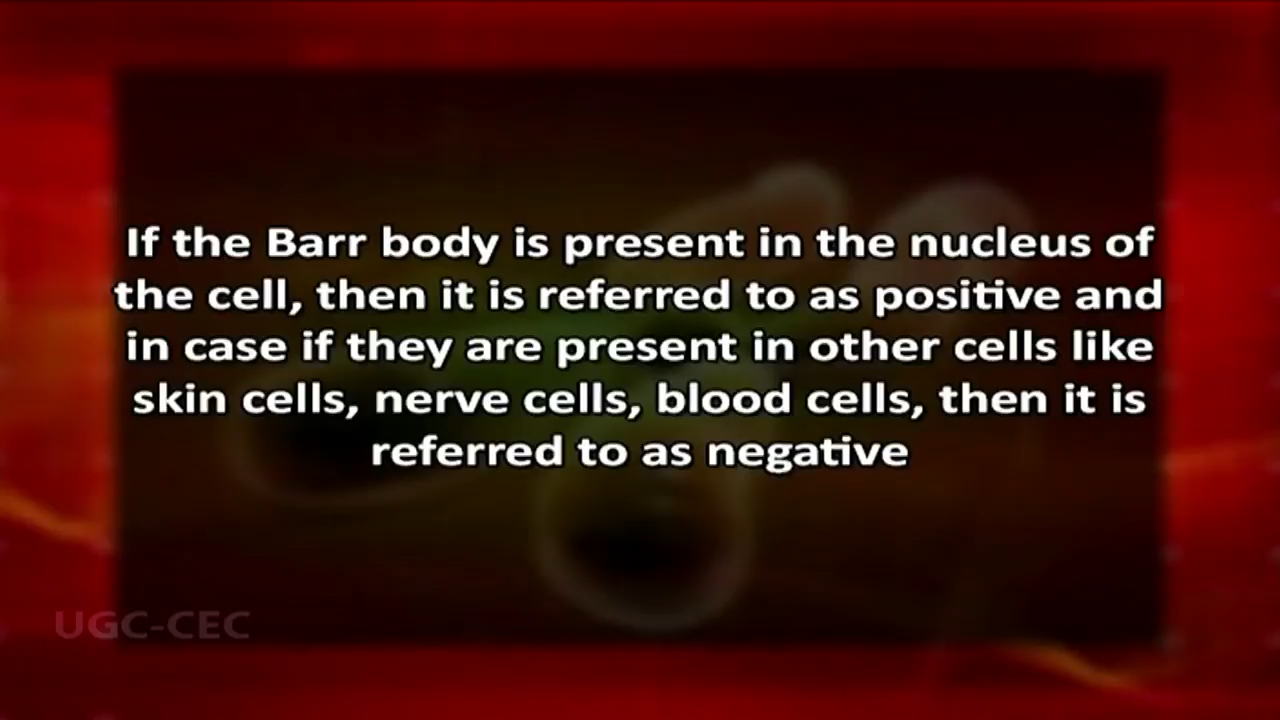 If the Barr body is present in the nucleus of
the cell, then it is referred to as positive and
in case if they are present in other cells like
skin cells, nerve cells, blood cells, then it is
referred to as negative
UGC-CEC